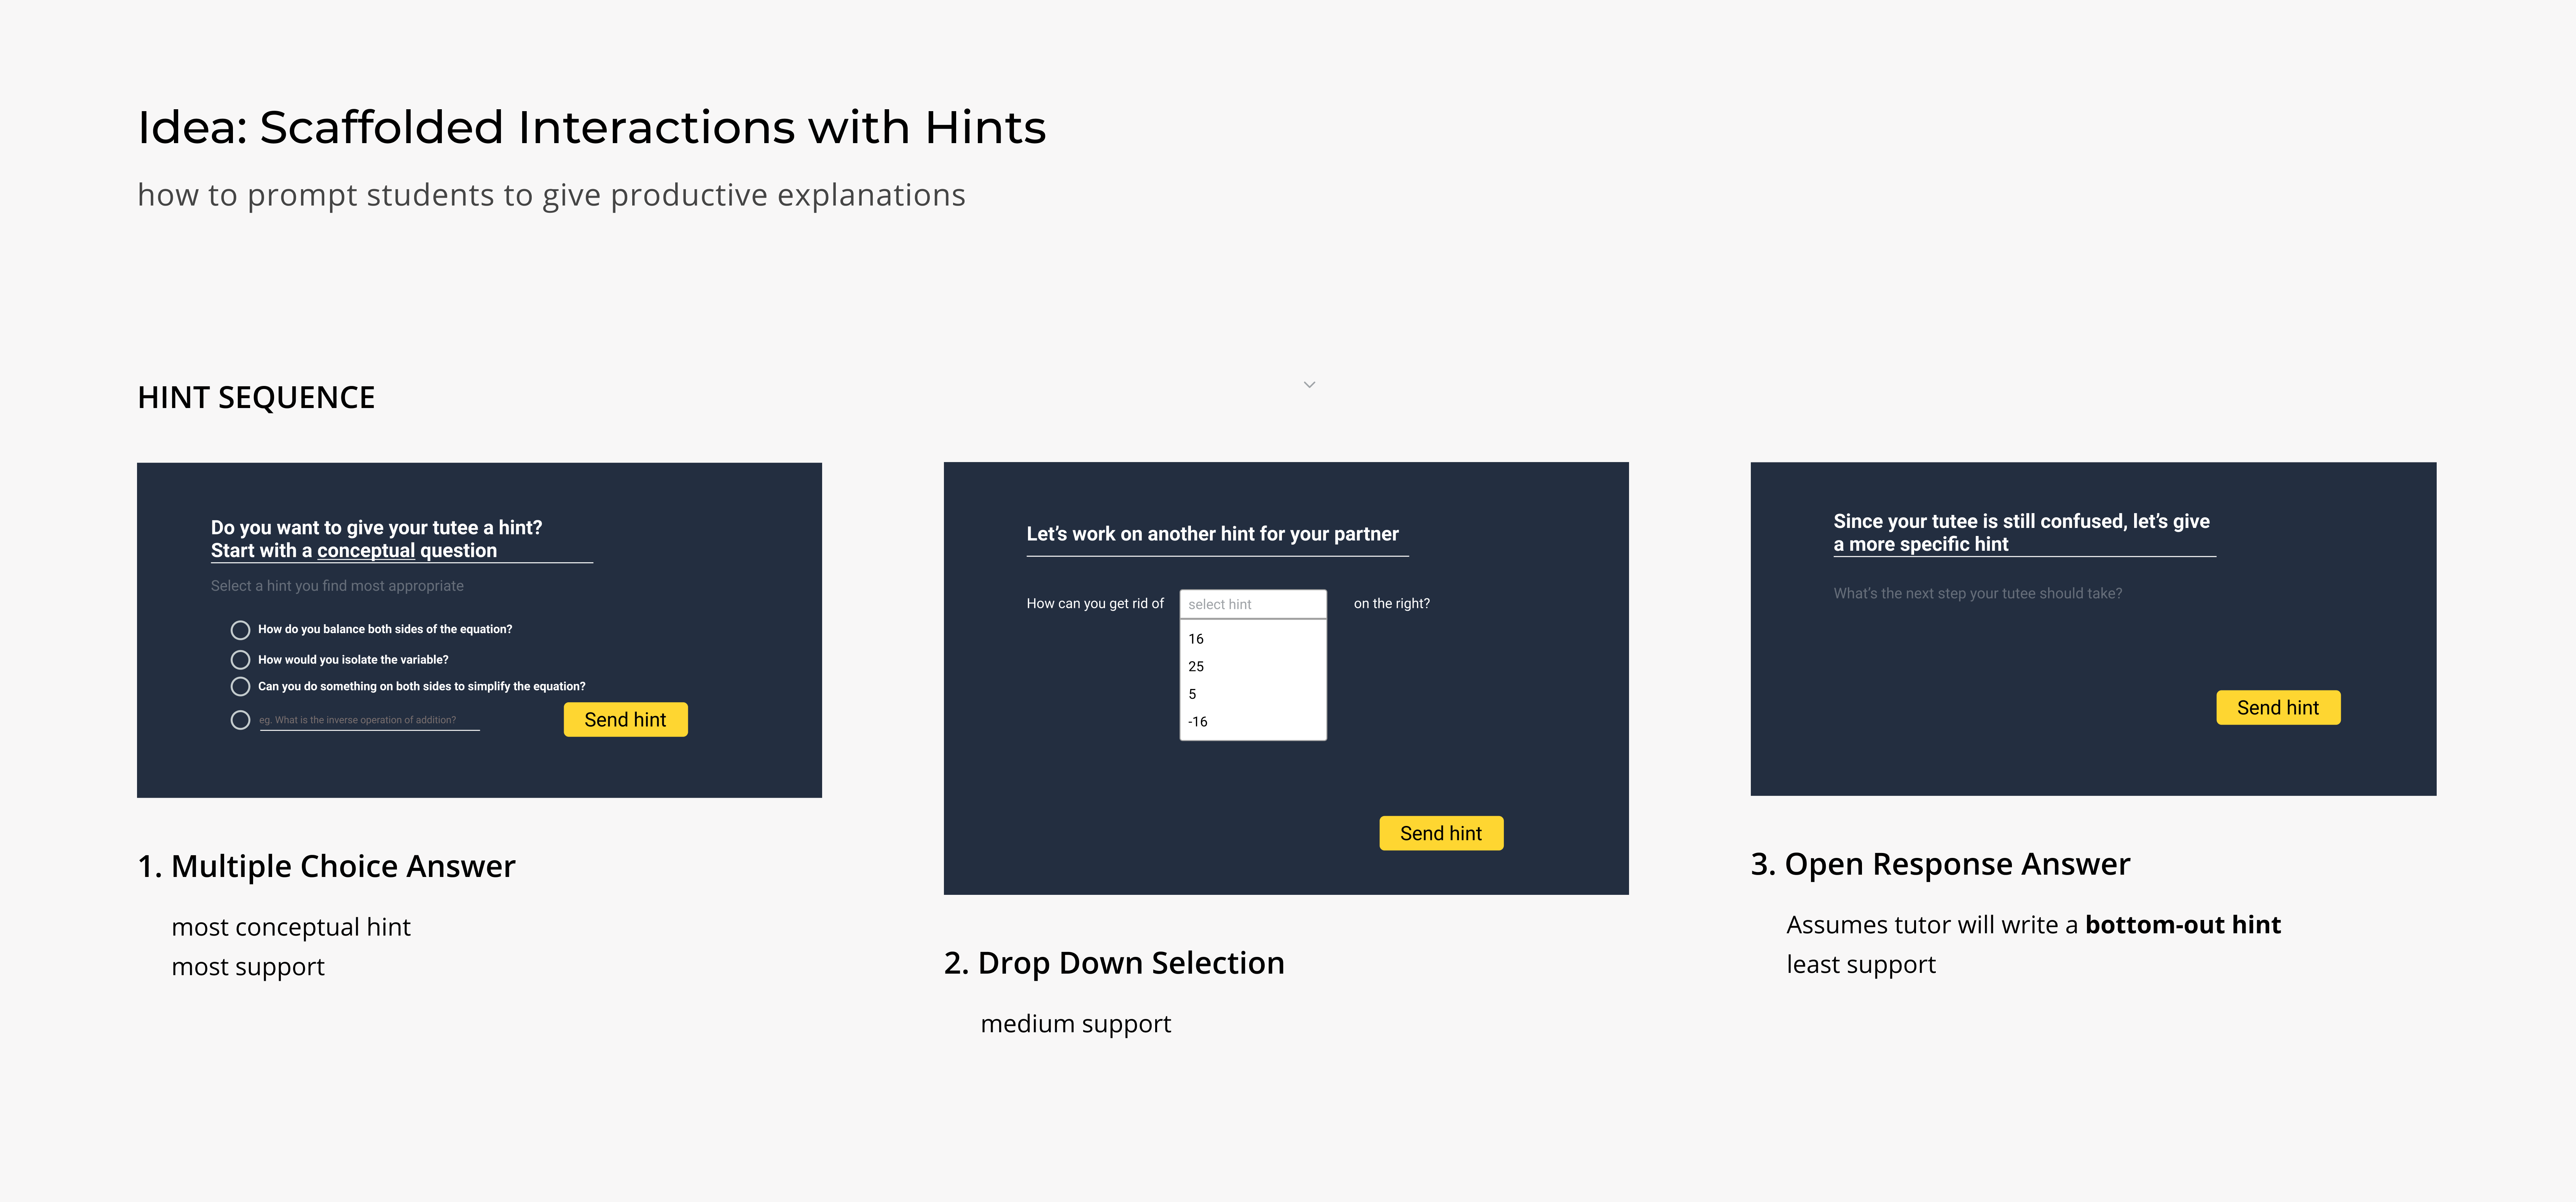 Idea: Scaffolded Interactions with Hints
how to prompt students to give productive explanations
HINT SEQUENCE
Do you want to give your tutee a hint?
Start with a conceptual question
Select a hint you find most appropriate
How do you balance both sides of the equation?
How would you isolate the variable?
Can you do something on both sides to simplify the equation?
eg. What is the inverse operation of addition?
Send hint
1. Multiple Choice Answer
most conceptual hint
most support
Let’s work on another hint for your partner
How can you get rid of select hint on the right?
16
25
5
-16
Send hint
2. Drop Down Selection
medium support
Since your tutee is still confused, let’s give
a more specific hint
What’s the next step your tutee should take?
Send hint
3. Open Response Answer
Assumes tutor will write a bottom-out hint
least support